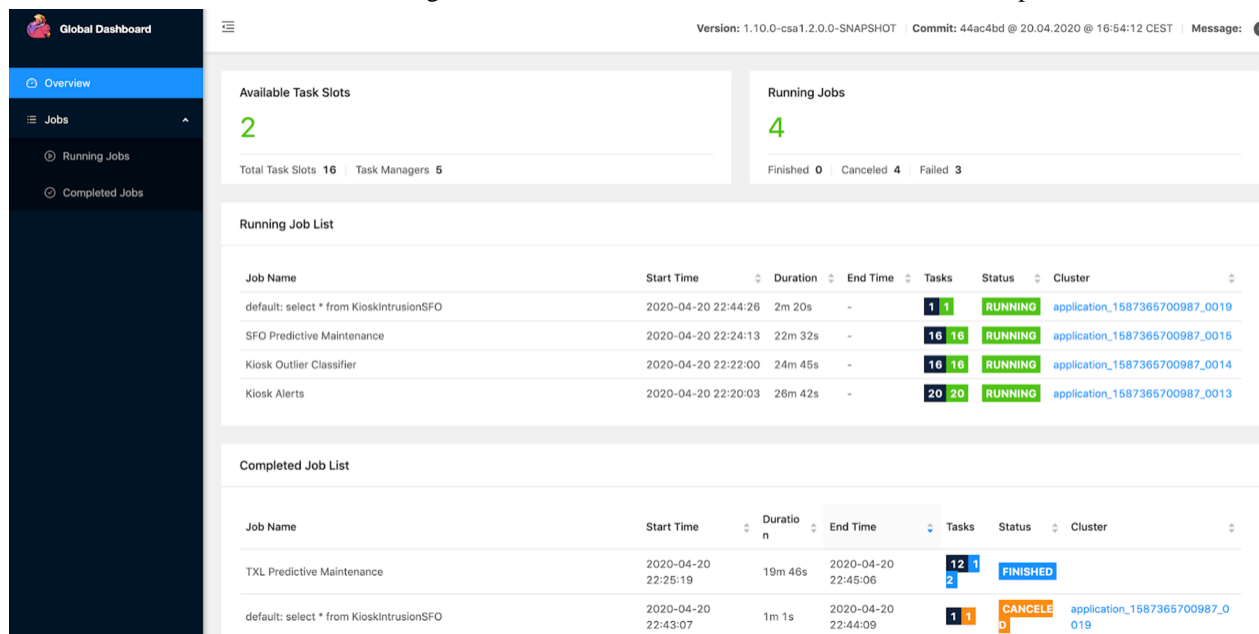 Global Dashboard
Version: 1.10.0-csa1.2.0.0-SNAPSHOT Commit: 44ac4bd @ 20.04.2020 @ 16:54:12 CEST Message:
Overview
Jobs
Running Jobs
Completed Jobs
Available Task Slots
2
Total Task Slots 16 Task Managers 5
Running Jobs
4
Finished 0 Canceled 4 Failed 3
Running Job List
Job Name Start Time Duration End Time Tasks Status Cluster
default: select * from KioskIntrusionSFO 2020-04-20 22:44:26 2m 20s - 1 1 RUNNING application_1587365700987_0019
SFO Predictive Maintenance 2020-04-20 22:24:13 22m 32s - 16 16 RUNNING application_1587365700987_0015
Kiosk Outlier Classifier 2020-04-20 22:22:00 24m 45s - 16 16 RUNNING application_1587365700987_0014
Kiosk Alerts 2020-04-20 22:20:03 26m 42s - 20 20 RUNNING application_1587365700987_0013
Completed Job List
Job Name Start Time Duratio End Time Tasks Status Cluster
n
2020-04-20 2020-04-20 12 1
TXL Predictive Maintenance 19m 46s FINISHED
22:25:19 22:45:06 2
2020-04-20 2020-04-20 CANCELE application_1587365700987_0
default: select * from KioskIntrusionSFO 1m 1s 1 1
22:43:07 22:44:09 D 019